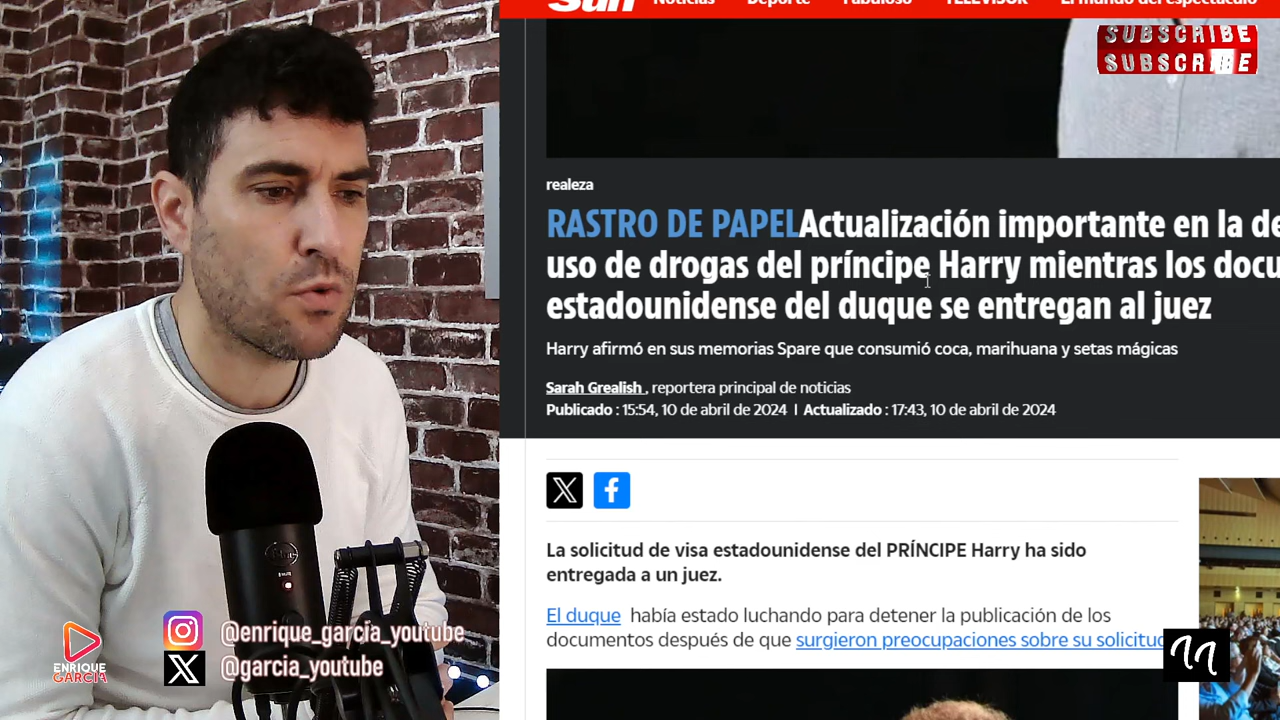 Sun Noticias Deporte Fabuloso TELEVISOR El mundo del espectáculo
SUBSCRIBE
SUBSCRIBE
realeza
RASTRO DE PAPELActualización importante en la de
uso de drogas del príncipe Harry mientras los docu
estadounidense del duque se entregan al juez
Harry afirmó en sus memorias Spare que consumió coca, marihuana y setas mágicas
Sarah Grealish , reportera principal de noticias
Publicado : 15:54, 10 de abril de 2024 I Actualizado : 17:43, 10 de abril de 2024
La solicitud de visa estadounidense del PRÍNCIPE Harry ha sido
entregada a un juez.
El duque había estado luchando para detener la publicación de los
documentos después de que surgieron preocupaciones sobre su solicitud
@enrique_garcia_youtube
@garcia_youtube
ENRIQUE
GARCIA